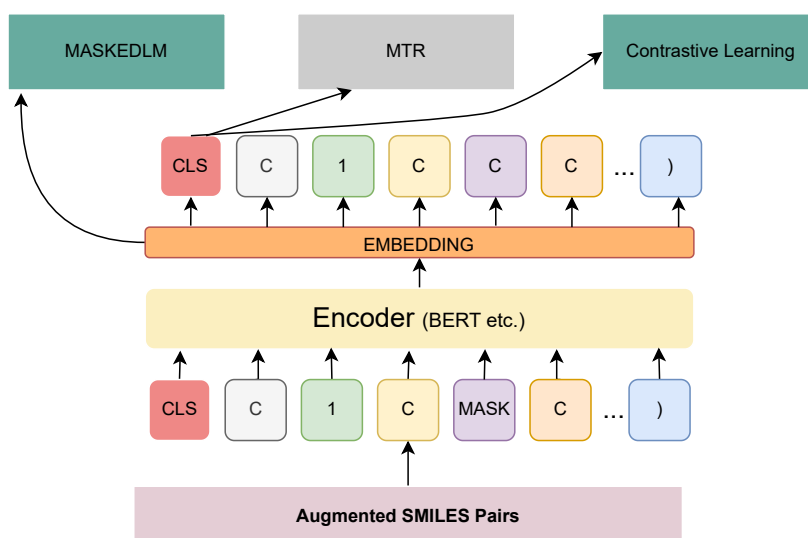 MASKEDLM
MTR
Contrastive Learning
CLS C 1 C C C ... )
EMBEDDING
Encoder (BERT etc.)
CLS C 1 C MASK C ... )
Augmented SMILES Pairs